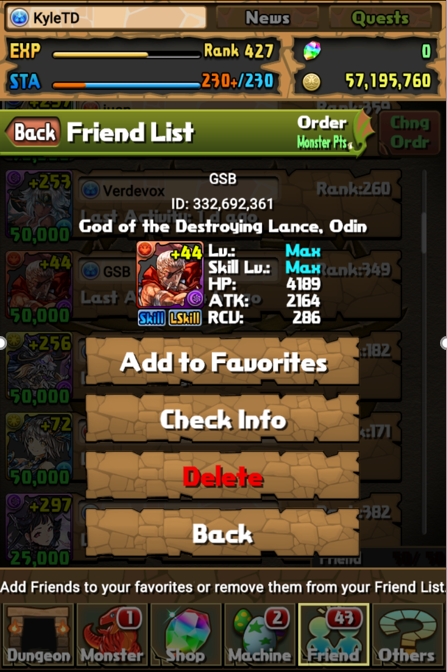 KyleTD
News
Quests
EXP
Rank 427
0
STA
230+/230
57,195,760
Back
Friend List
Order
Monster Pts.
Chng
Ordr
+253
Verdevox
Rank:260
50,000
Last Activity: 1 d ago
GSB
ID: 332,692,361
God of the Destroying Lance, Odin
+44
Lv.: Max
Skill Lv.: Max
HP: 4189
ATK: 2164
RCV: 286
Skill LSkill
+44
GSB
Rank:349
50,000
+256
182
50,000
+72
:171
50,000
+297
382
25,000
Add to Favorites
Check Info
Delete
Back
Friend
Add Friends to your favorites or remove them from your Friend List.
Dungeon
1
Monster
Shop
2
Machine
43
Friend
Others